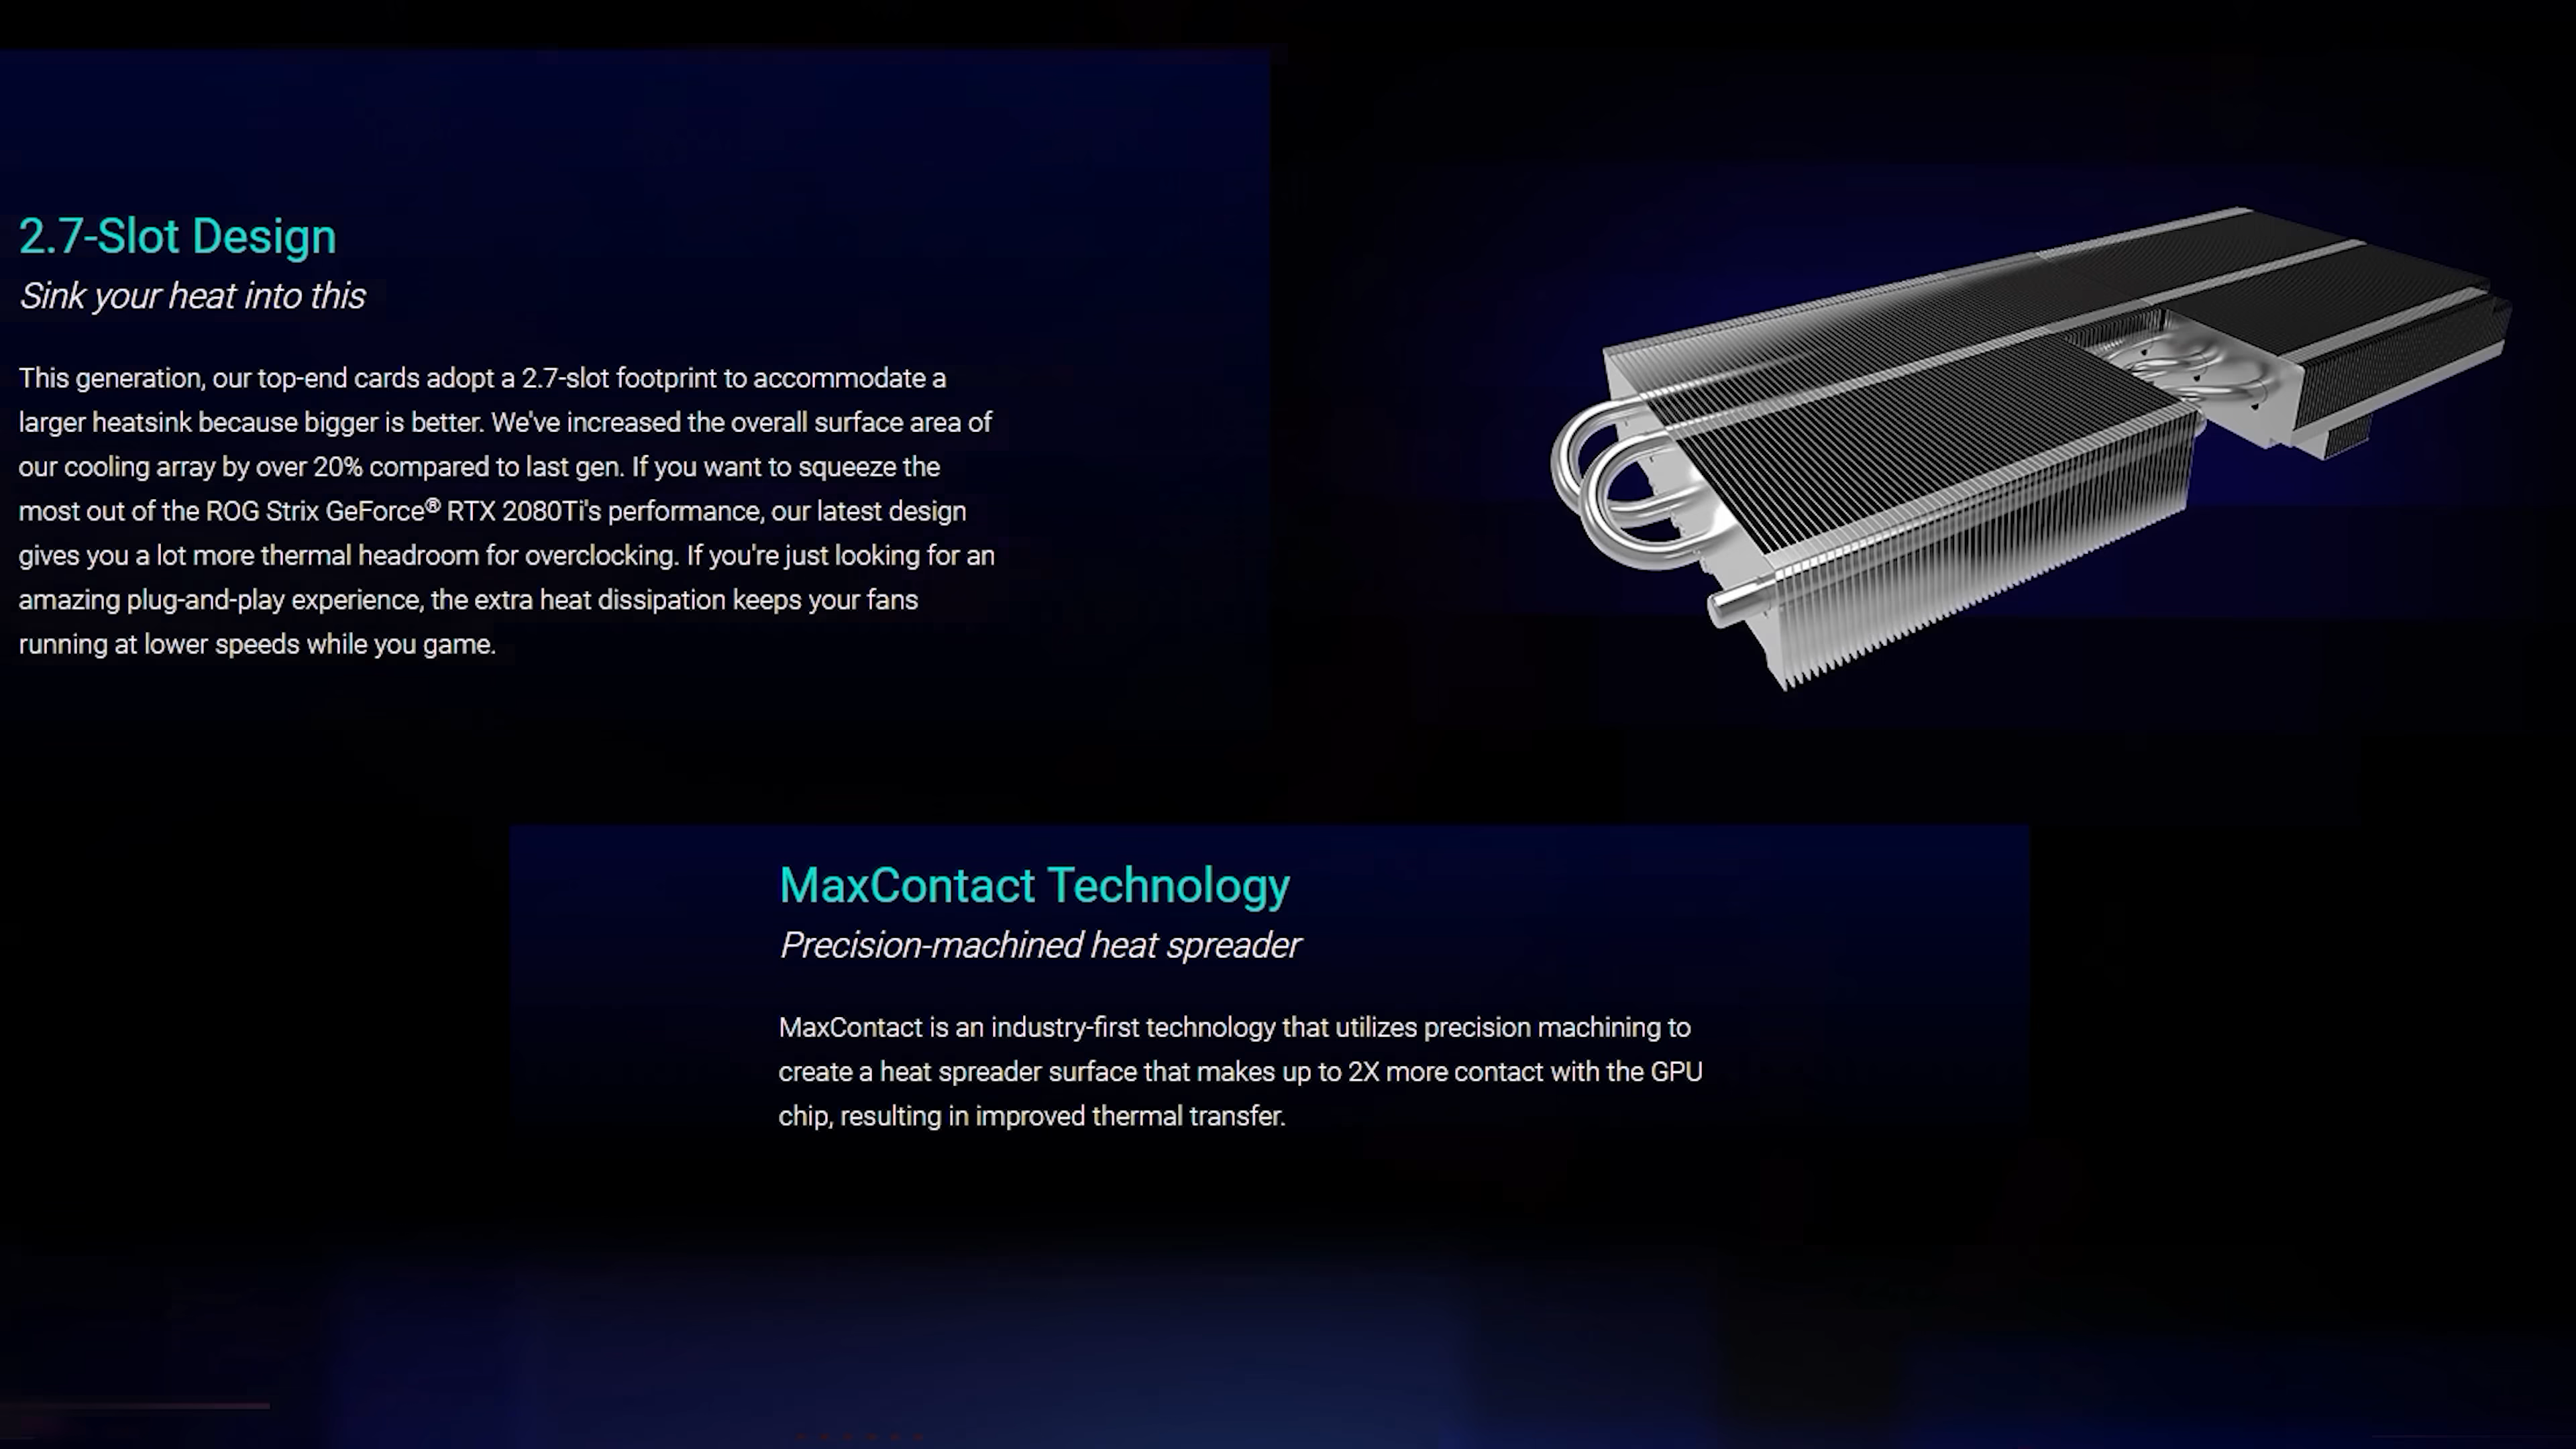 2.7-Slot Design
Sink your heat into this
This generation, our top-end cards adopt a 2.7-slot footprint to accommodate a
larger heatsink because bigger is better. We've increased the overall surface area of
our cooling array by over 20% compared to last gen. If you want to squeeze the
most out of the ROG Strix GeForce® RTX 2080Ti's performance, our latest design
gives you a lot more thermal headroom for overclocking. If you're just looking for an
amazing plug-and-play experience, the extra heat dissipation keeps your fans
running at lower speeds while you game.
MaxContact Technology
Precision-machined heat spreader
MaxContact is an industry-first technology that utilizes precision machining to
create a heat spreader surface that makes up to 2X more contact with the GPU
chip, resulting in improved thermal transfer.